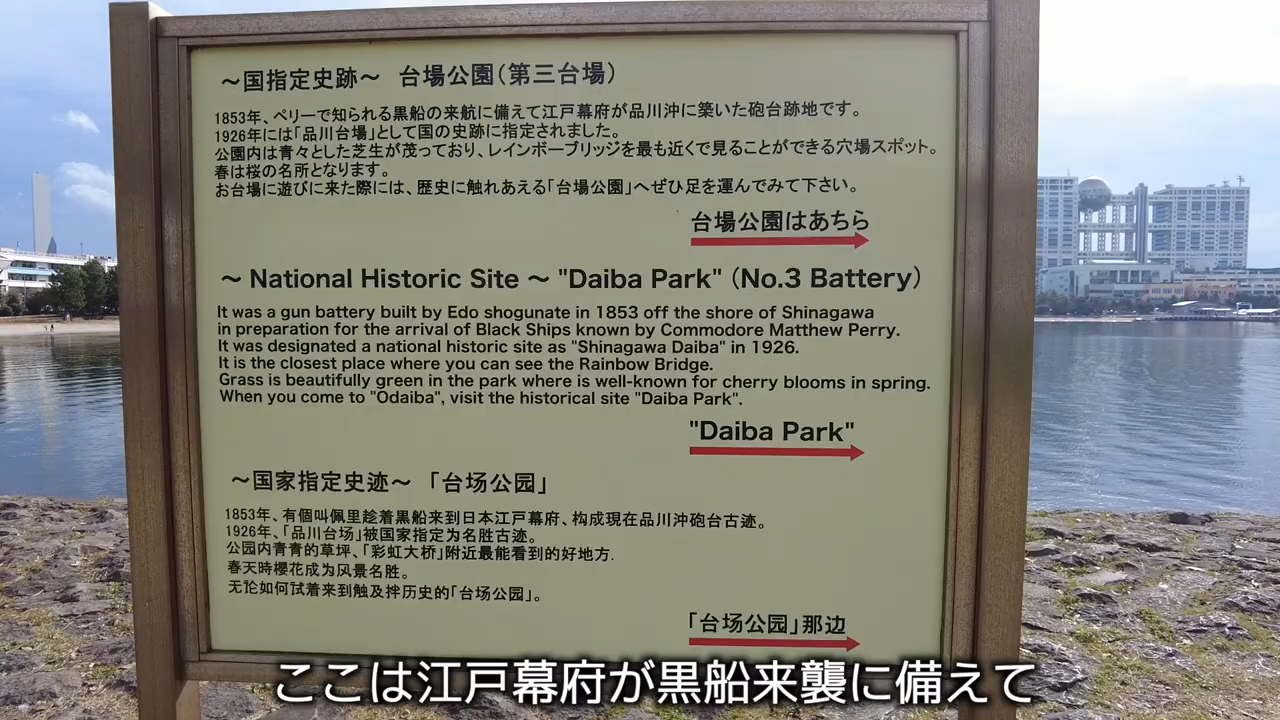 ～国指定史跡～ 台場公園（第三台場）
1853年、ペリーで知られる黒船の来航に備えて江戸幕府が品川沖に築いた砲台跡地です。
1926年には「品川台場」として国の史跡に指定されました。
公園内は青々とした芝生が茂っており、レインボーブリッジを最も近くで見ることができる穴場スポット。
春は桜の名所となります。
お台場に遊びに来た際には、歴史に触れあえる「台場公園」へぜひ足を運んでみて下さい。
台場公園はあちら
～ National Historic Site ～ "Daiba Park" (No.3 Battery)
It was a gun battery built by Edo shogunate in 1853 off the shore of Shinagawa
in preparation for the arrival of Black Ships known by Commodore Matthew Perry.
It was designated a national historic site as "Shinagawa Daiba" in 1926.
It is the closest place where you can see the Rainbow Bridge.
Grass is beautifully green in the park where is well-known for cherry blooms in spring.
When you come to "Odaiba", visit the historical site "Daiba Park".
"Daiba Park"
～国家指定史迹～ 「台场公园」
1853年、有個叫佩里趁着黒船来到日本江戸幕府、构成現在品川沖砲台古迹。
1926年、「品川台场」被国家指定为名胜古迹。
公园内青青的草坪、「彩虹大桥」附近最能看到的好地方.
春天時櫻花成为风景名胜。
无论如何试着来到触及拌历史的「台场公园」。
「台场公园」那边
ここは江戸幕府が黒船来襲に備えて